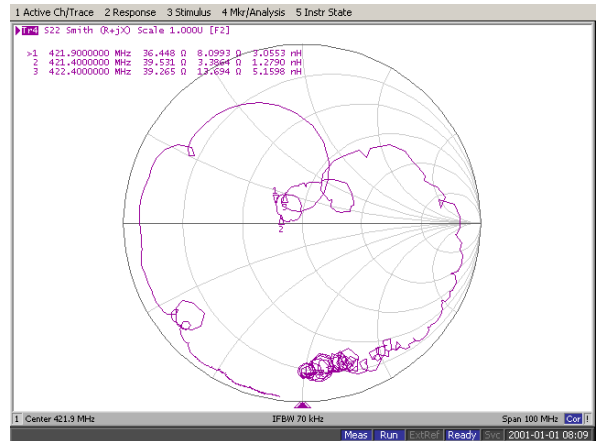 1 Active Ch/Trace 2 Response 3 Stimulus 4 Mkr/Analysis 5 Instr State
Tr4 S22 Smith (R+jX) Scale 1.000U [F2]
>1 421.9000000 MHz 36.448 Ω 8.0993 Ω 3.0553 nH
2 421.4000000 MHz 39.531 Ω 3.3864 Ω 1.2790 nH
3 422.4000000 MHz 39.265 Ω 13.694 Ω 5.1598 nH
1
3
2
1 Center 421.9 MHz IFBW 70 kHz Span 100 MHz Cor !
Meas Run ExtRef Ready Svc 2001-01-01 08:09